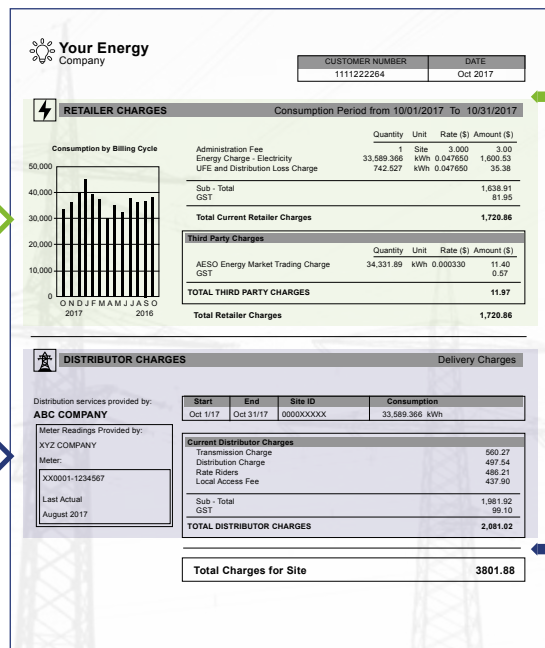 Your Energy
Company
CUSTOMER NUMBER DATE
1111222264 Oct 2017
RETAILER CHARGES Consumption Period from 10/01/2017 To 10/31/2017
Consumption by Billing Cycle
50,000
40,000
30,000
20,000
10,000
0
O N D J F M A M J J A S O
2017 2016
Quantity Unit Rate ($) Amount ($)
Administration Fee 1 Site 3.000 3.00
Energy Charge - Electricity 33,589.366 kWh 0.047650 1,600.53
UFE and Distribution Loss Charge 742.527 kWh 0.047650 35.38
Sub - Total 1,638.91
GST 81.95
Total Current Retailer Charges 1,720.86
Third Party Charges
Quantity Unit Rate ($) Amount ($)
AESO Energy Market Trading Charge 34,331.89 kWh 0.000330 11.40
GST 0.57
TOTAL THIRD PARTY CHARGES 11.97
Total Retailer Charges 1,720.86
DISTRIBUTOR CHARGES Delivery Charges
Distribution services provided by:
ABC COMPANY
Meter Readings Provided by:
XYZ COMPANY
Meter:
XX0001-1234567
Last Actual
August 2017
Start End Site ID Consumption
Oct 1/17 Oct 31/17 0000XXXXX 33,589.366 kWh
Current Distributor Charges
Transmission Charge 560.27
Distribution Charge 497.54
Rate Riders 486.21
Local Access Fee 437.90
Sub - Total 1,981.92
GST 99.10
TOTAL DISTRIBUTOR CHARGES 2,081.02
Total Charges for Site 3801.88